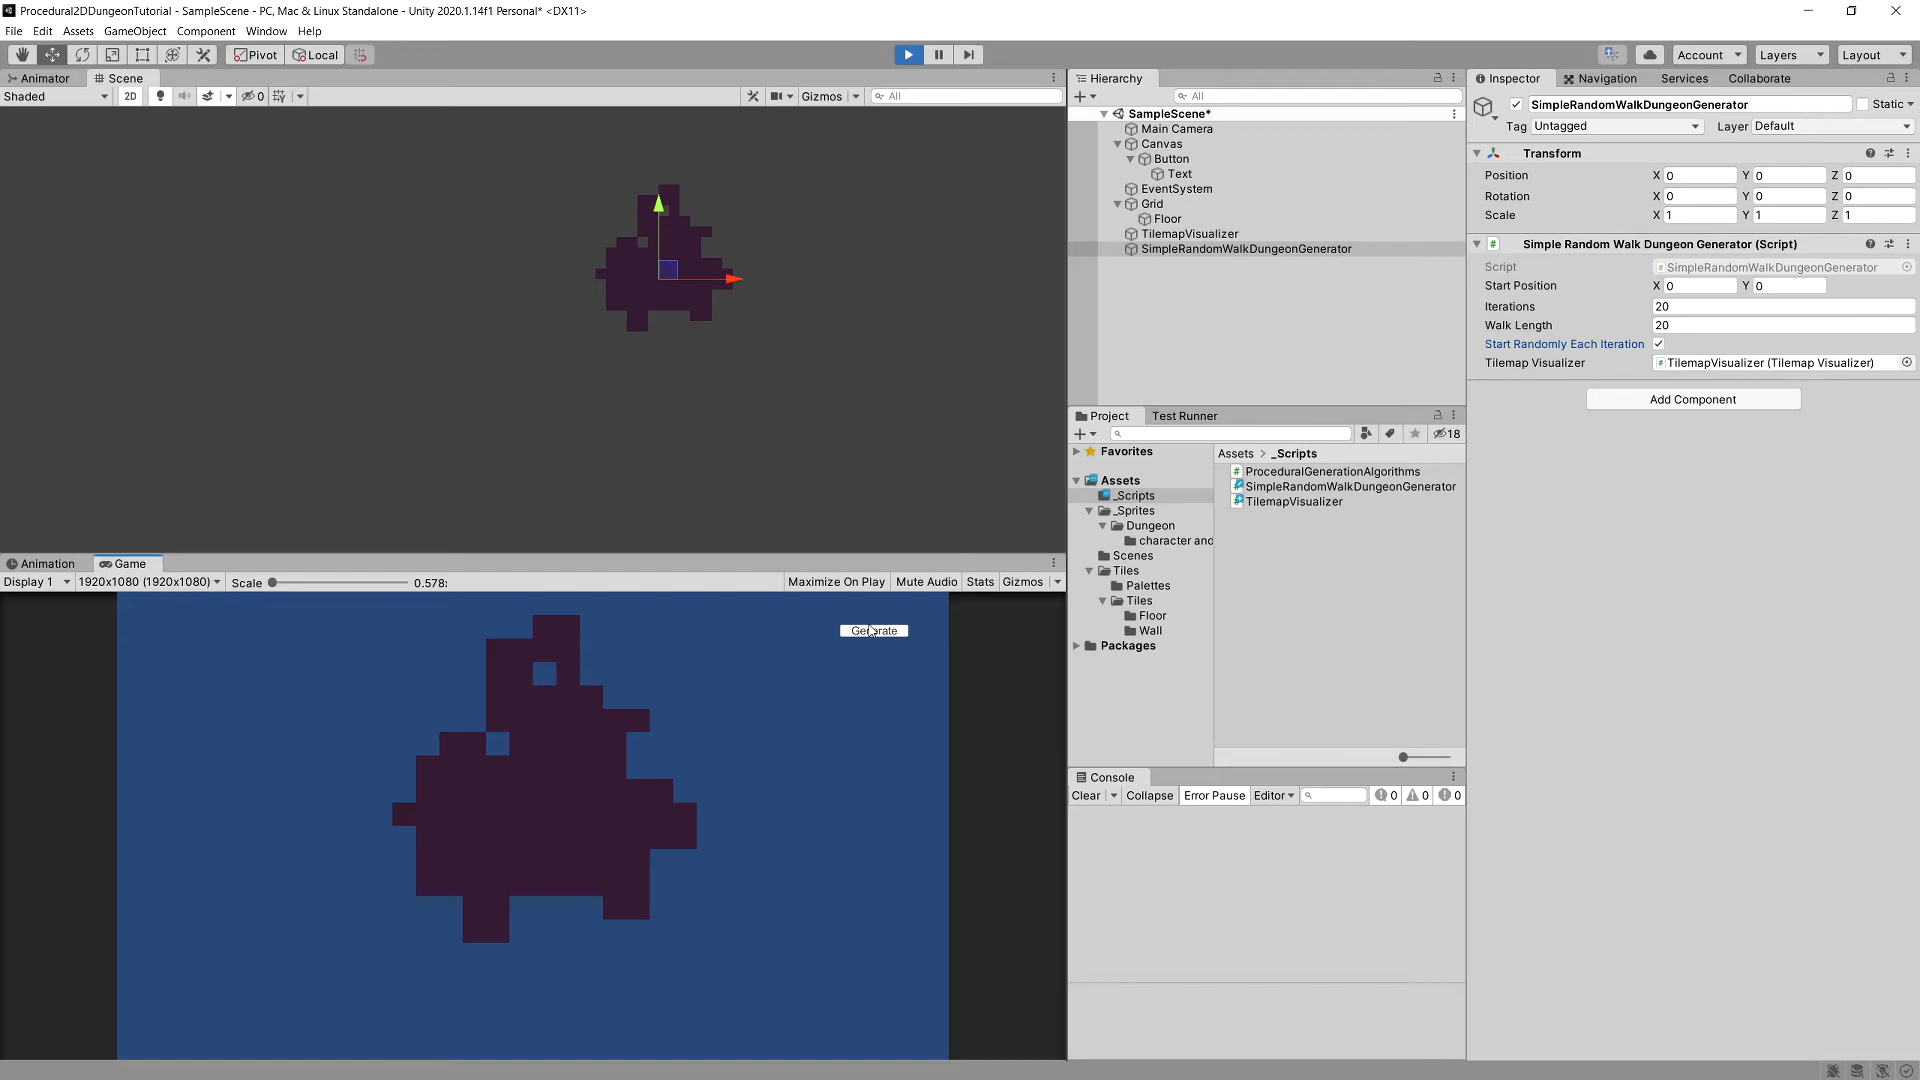 Procedural2DDungeonTutorial - SampleScene - PC, Mac & Linux Standalone - Unity 2020.1.14f1 Personal* <DX11>
File Edit Assets GameObject Component Window Help
Pivot Local Account Layers Layout
Animator Scene
Shaded 2D 0 Gizmos All
Hierarchy
All
SampleScene*
Main Camera
Canvas
Button
Text
EventSystem
Grid
Floor
TilemapVisualizer
SimpleRandomWalkDungeonGenerator
Inspector Navigation Services Collaborate
SimpleRandomWalkDungeonGenerator Static
Tag Untagged Layer Default
Transform
Position X 0 Y 0 Z 0
Rotation X 0 Y 0 Z 0
Scale X 1 Y 1 Z 1
# Simple Random Walk Dungeon Generator (Script)
Script # SimpleRandomWalkDungeonGenerator
Start Position X 0 Y 0
Iterations 20
Walk Length 20
Start Randomly Each Iteration
Tilemap Visualizer # TilemapVisualizer (Tilemap Visualizer)
Add Component
Project Test Runner
18
Favorites
Assets
_Scripts
_Sprites
Dungeon
character and
Scenes
Tiles
Palettes
Tiles
Floor
Wall
Packages
Assets > _Scripts
ProceduralGenerationAlgorithms
SimpleRandomWalkDungeonGenerator
TilemapVisualizer
Animation Game
Display 1 1920x1080 (1920x1080) Scale 0.578: Maximize On Play Mute Audio Stats Gizmos
Generate
Console
Clear Collapse Error Pause Editor 0 0 0